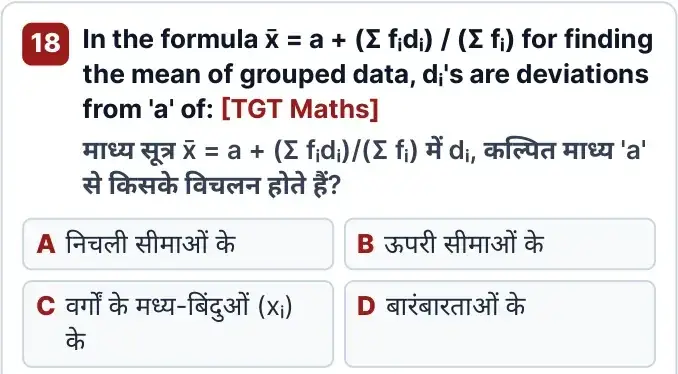 18 In the formula x̄ = a + (Σ fᵢdᵢ) / (Σ fᵢ) for finding
the mean of grouped data, dᵢ's are deviations
from 'a' of: [TGT Maths]
माध्य सूत्र x̄ = a + (Σ fᵢdᵢ)/(Σ fᵢ) में dᵢ, कल्पित माध्य 'a'
से किसके विचलन होते हैं?
A निचली सीमाओं के
B ऊपरी सीमाओं के
C वर्गों के मध्य-बिंदुओं (xᵢ)
के
D बारंबारताओं के